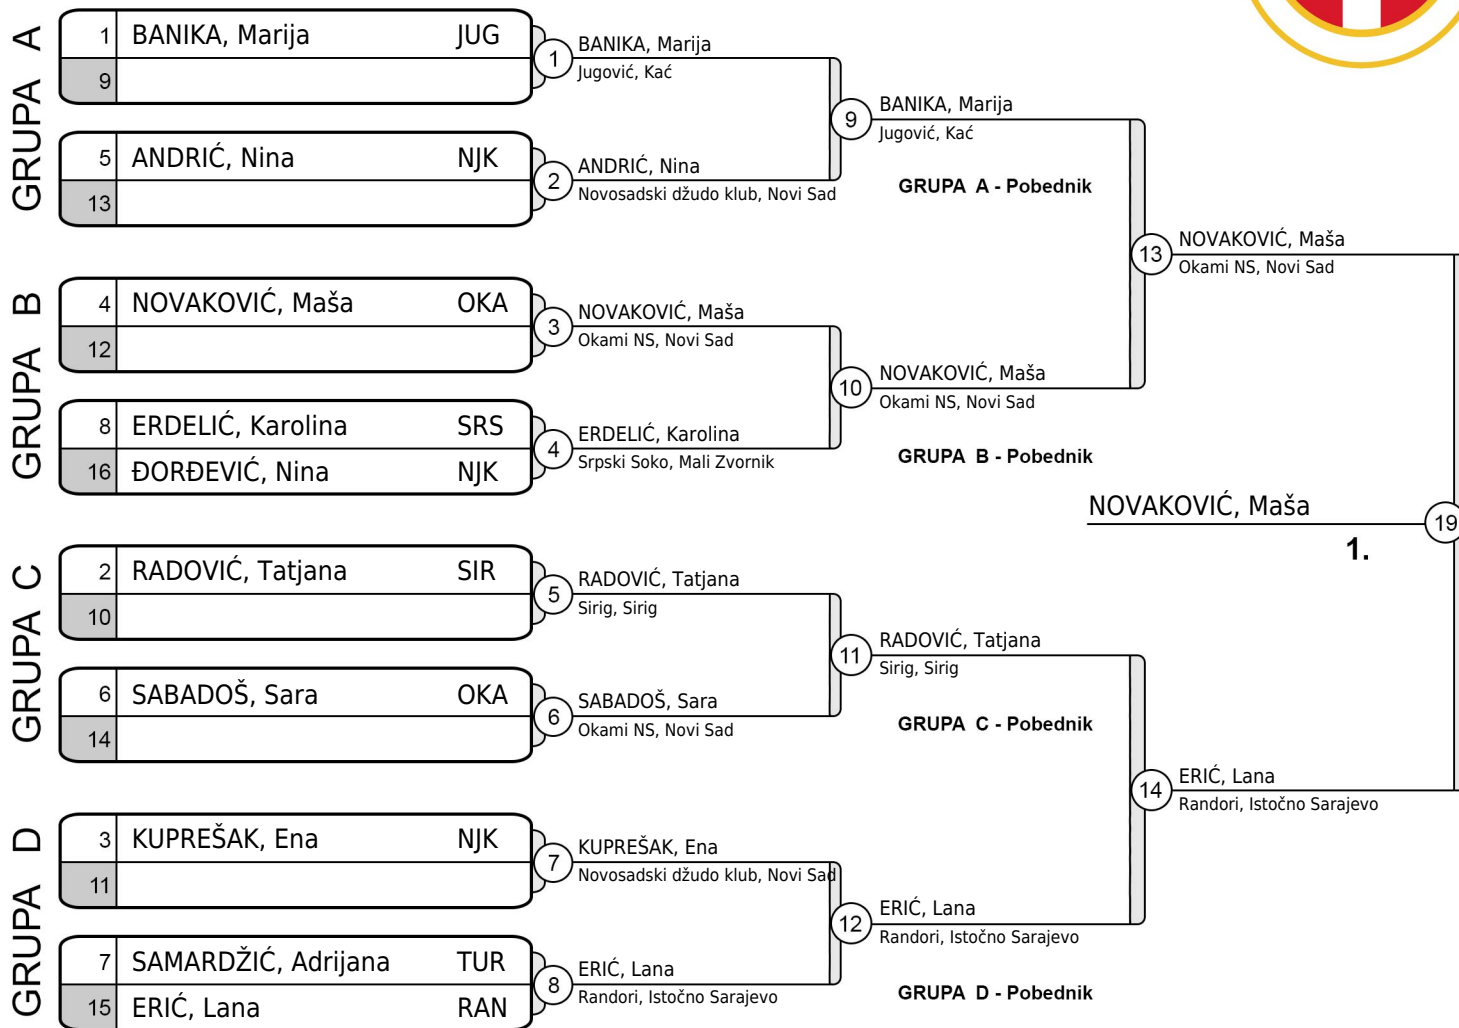 GRUPA A
1 BANIKA, Marija JUG
9
5 ANDRIĆ, Nina NJK
13
GRUPA B
4 NOVAKOVIĆ, Maša OKA
12
8 ERDELIĆ, Karolina SRS
16 ĐORĐEVIĆ, Nina NJK
GRUPA C
2 RADOVIĆ, Tatjana SIR
10
6 SABADOŠ, Sara OKA
14
GRUPA D
3 KUPREŠAK, Ena NJK
11
7 SAMARDŽIĆ, Adrijana TUR
15 ERIĆ, Lana RAN
1 BANIKA, Marija
Jugović, Kać
2 ANDRIĆ, Nina
Novosadski džudo klub, Novi Sad
3 NOVAKOVIĆ, Maša
Okami NS, Novi Sad
4 ERDELIĆ, Karolina
Srpski Soko, Mali Zvornik
5 RADOVIĆ, Tatjana
Sirig, Sirig
6 SABADOŠ, Sara
Okami NS, Novi Sad
7 KUPREŠAK, Ena
Novosadski džudo klub, Novi Sad
8 ERIĆ, Lana
Randori, Istočno Sarajevo
9 BANIKA, Marija
Jugović, Kać
GRUPA A - Pobednik
10 NOVAKOVIĆ, Maša
Okami NS, Novi Sad
GRUPA B - Pobednik
11 RADOVIĆ, Tatjana
Sirig, Sirig
GRUPA C - Pobednik
12 ERIĆ, Lana
Randori, Istočno Sarajevo
GRUPA D - Pobednik
13 NOVAKOVIĆ, Maša
Okami NS, Novi Sad
14 ERIĆ, Lana
Randori, Istočno Sarajevo
NOVAKOVIĆ, Maša 19
1.